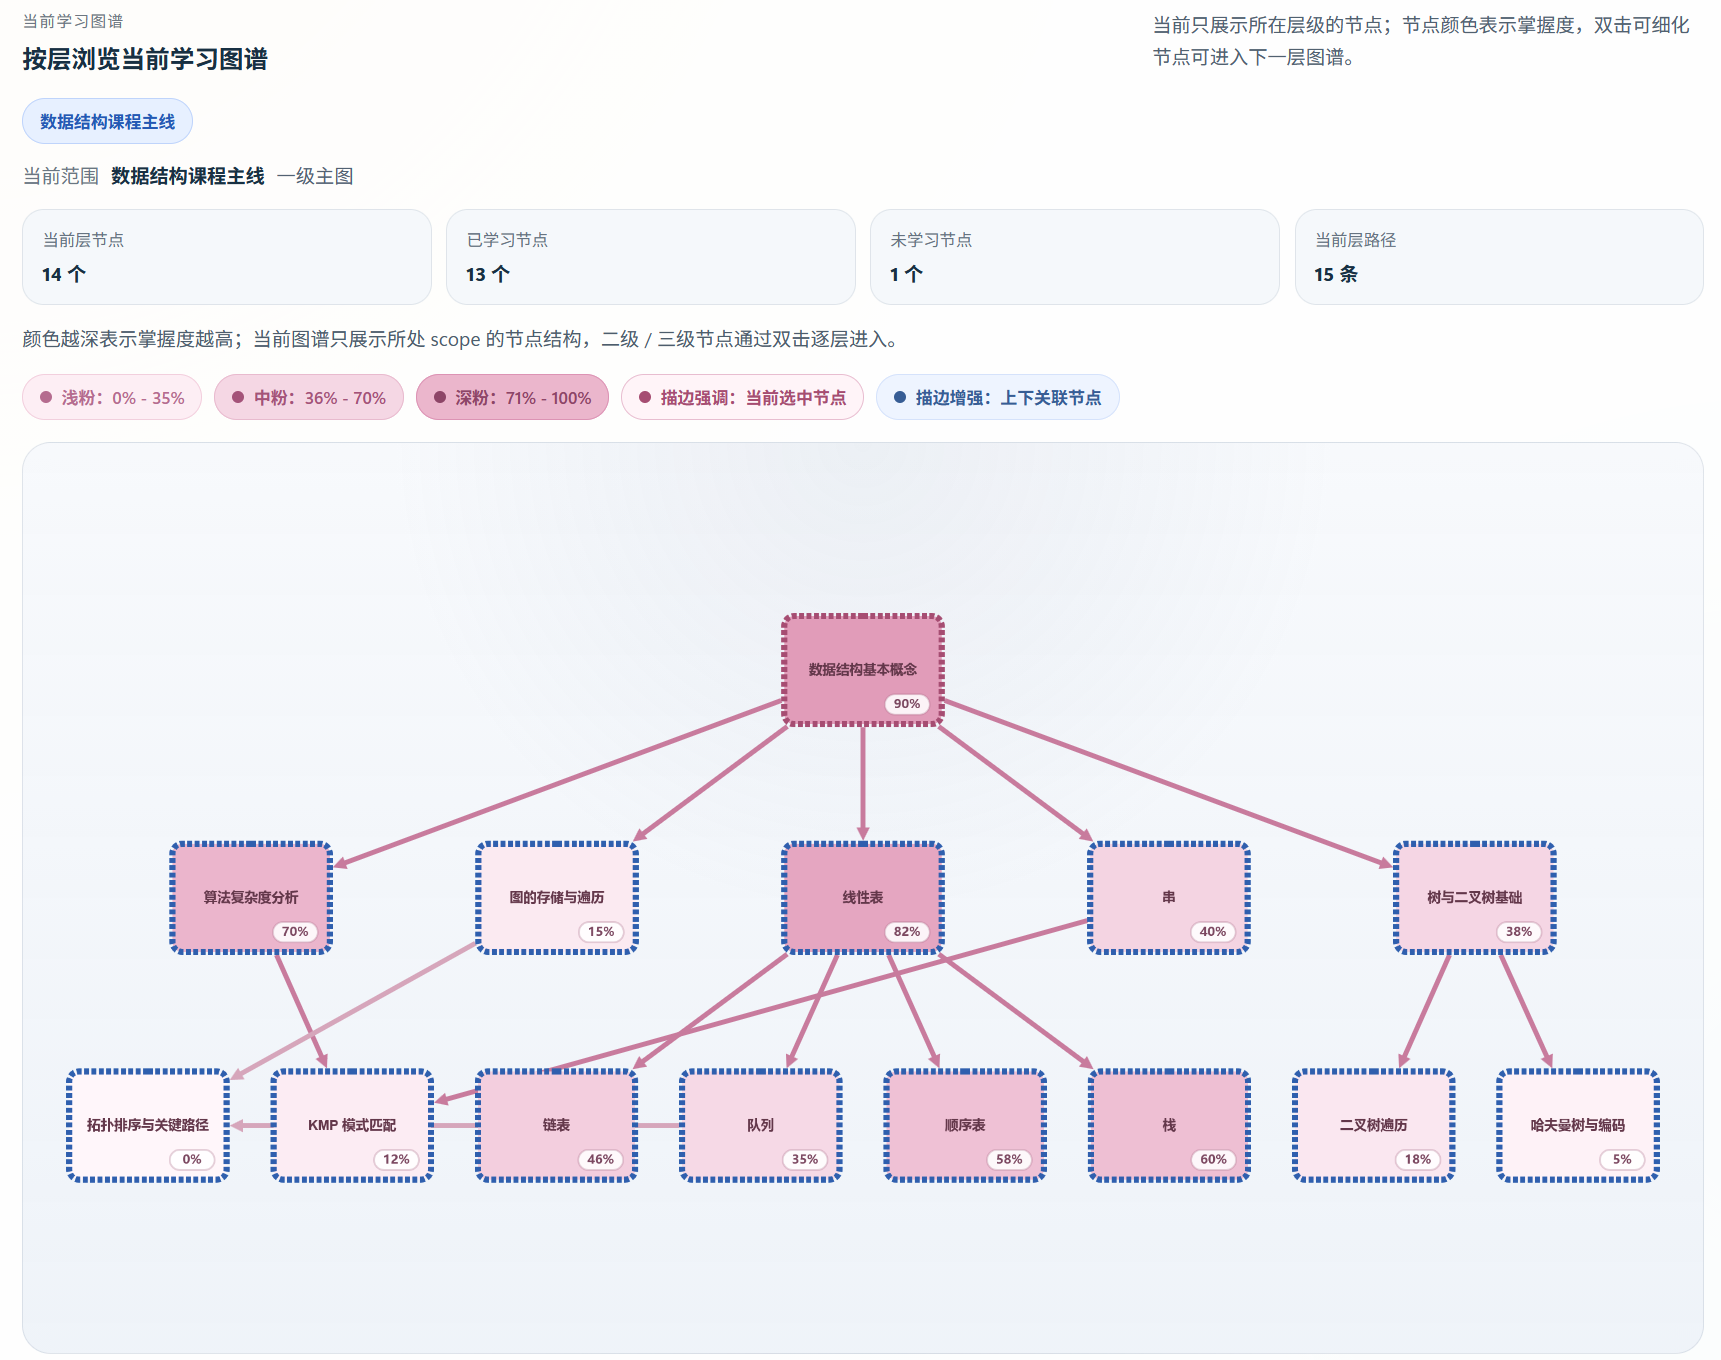 当前学习图谱
按层浏览当前学习图谱
当前只展示所在层级的节点；节点颜色表示掌握度，双击可细化
节点可进入下一层图谱。
数据结构课程主线
当前范围 数据结构课程主线 一级主图
当前层节点
14 个
已学习节点
13 个
未学习节点
1 个
当前层路径
15 条
颜色越深表示掌握度越高；当前图谱只展示所处 scope 的节点结构，二级 / 三级节点通过双击逐层进入。
浅粉：0% - 35%
中粉：36% - 70%
深粉：71% - 100%
描边强调：当前选中节点
描边增强：上下关联节点
数据结构基本概念
90%
算法复杂度分析
70%
图的存储与遍历
15%
线性表
82%
串
40%
树与二叉树基础
38%
拓扑排序与关键路径
0%
KMP 模式匹配
12%
链表
46%
队列
35%
顺序表
58%
栈
60%
二叉树遍历
18%
哈夫曼树与编码
5%